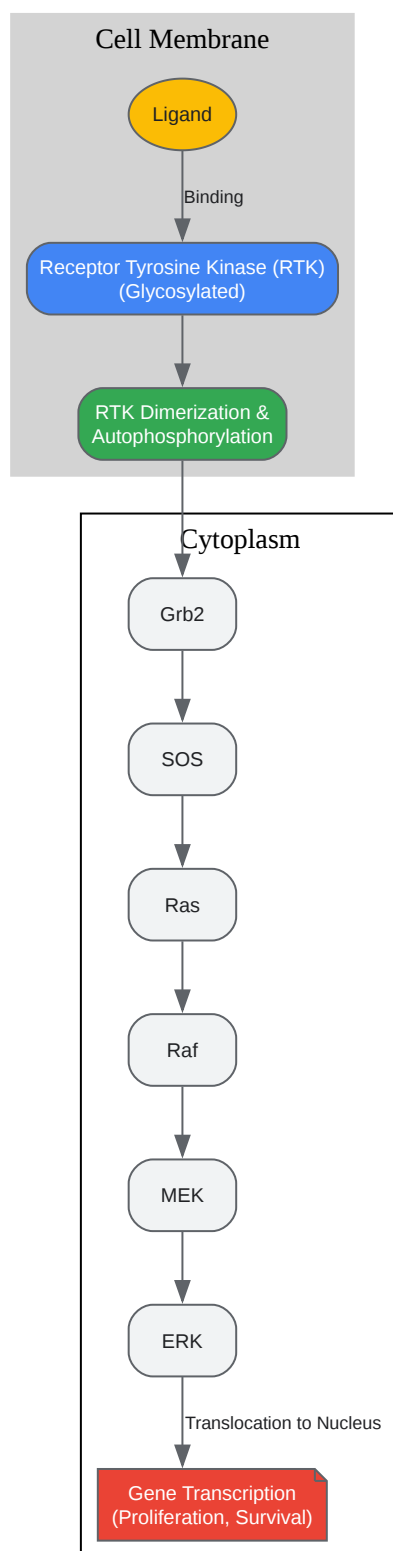 Cell Membrane
Ligand
Binding
Receptor Tyrosine Kinase (RTK)
(Glycosylated)
RTK Dimerization &
Autophosphorylation
Cytoplasm
Grb2
SOS
Ras
Raf
MEK
ERK
Translocation to Nucleus
Gene Transcription
(Proliferation, Survival)